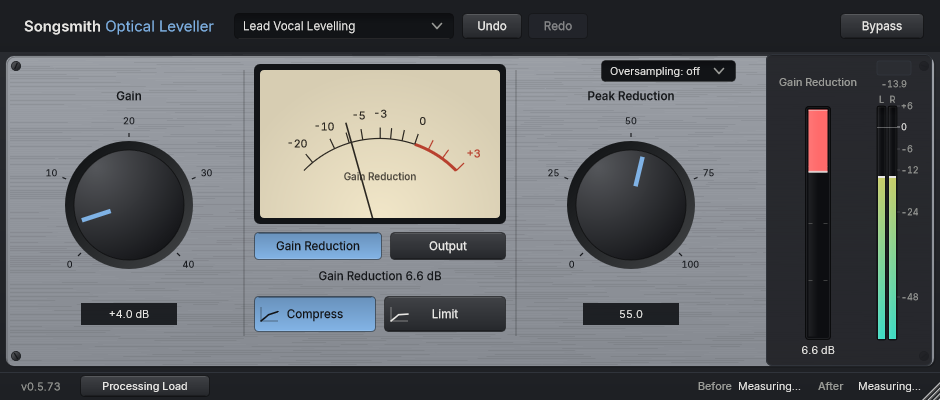 Songsmith Optical Leveller
Lead Vocal Levelling
Undo
Redo
Bypass
Gain
0
10
20
30
40
+4.0 dB
-20
-10
-5
-3
0
+3
Gain Reduction
Gain Reduction
Output
Gain Reduction 6.6 dB
Compress
Limit
Oversampling: off
Peak Reduction
0
25
50
75
100
55.0
Gain Reduction
6.6 dB
-13.9
L R
+6
0
-6
-12
-24
-48
v0.5.73
Processing Load
Before Measuring...
After Measuring...